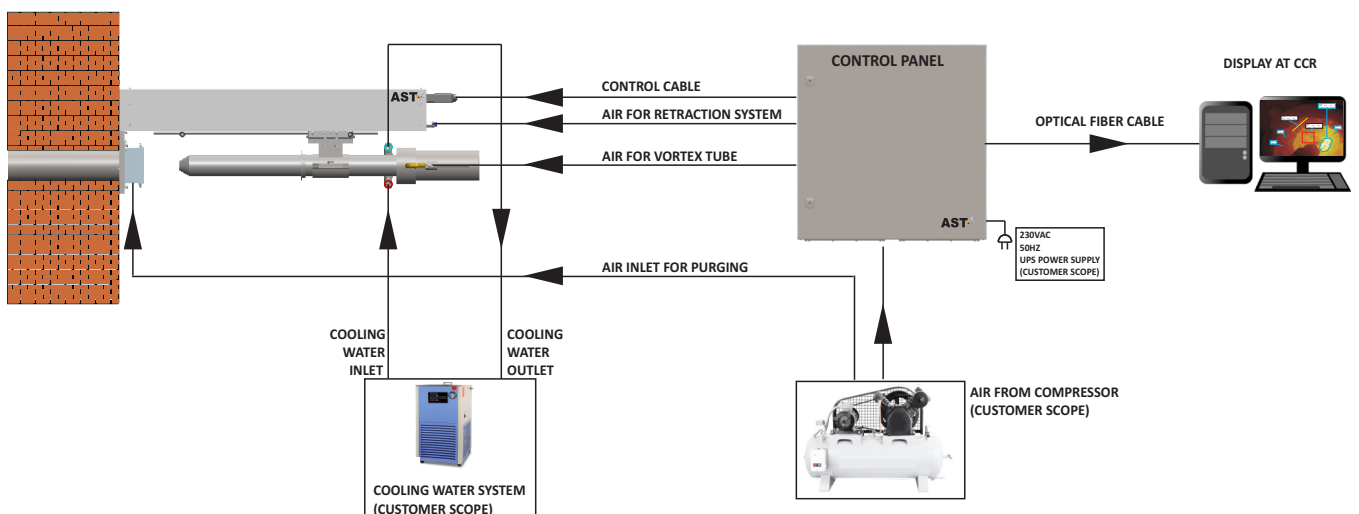 CONTROL PANEL
DISPLAY AT CCR
CONTROL CABLE
AST
AIR FOR RETRACTION SYSTEM
OPTICAL FIBER CABLE
AIR FOR VORTEX TUBE
AST
230VAC
50HZ
UPS POWER SUPPLY
(CUSTOMER SCOPE)
AIR INLET FOR PURGING
COOLING
WATER
INLET
COOLING
WATER
OUTLET
AIR FROM COMPRESSOR
(CUSTOMER SCOPE)
COOLING WATER SYSTEM
(CUSTOMER SCOPE)